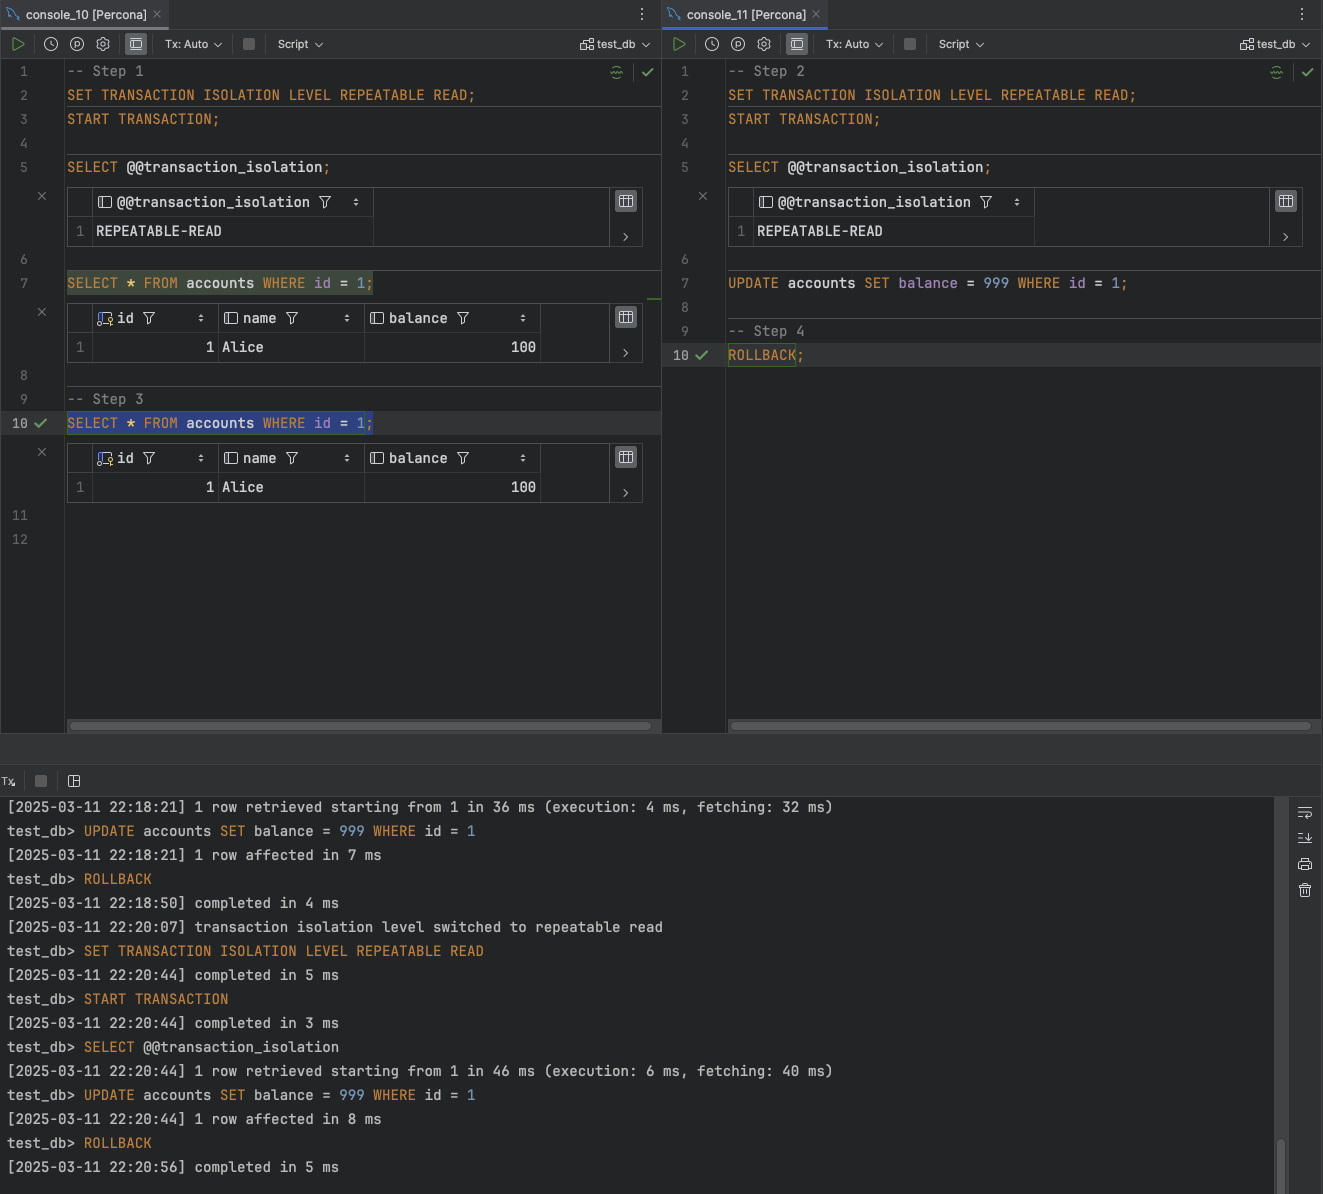 console_10 [Percona]
Tx: Auto
Script
test_db
1 -- Step 1
2 SET TRANSACTION ISOLATION LEVEL REPEATABLE READ;
3 START TRANSACTION;
4
5 SELECT @@transaction_isolation;
@@transaction_isolation
1 REPEATABLE-READ
6
7 SELECT * FROM accounts WHERE id = 1;
id name balance
1 1 Alice 100
8
9 -- Step 3
10 SELECT * FROM accounts WHERE id = 1;
id name balance
1 1 Alice 100
11
12
console_11 [Percona]
Tx: Auto
Script
test_db
1 -- Step 2
2 SET TRANSACTION ISOLATION LEVEL REPEATABLE READ;
3 START TRANSACTION;
4
5 SELECT @@transaction_isolation;
@@transaction_isolation
1 REPEATABLE-READ
6
7 UPDATE accounts SET balance = 999 WHERE id = 1;
8
9 -- Step 4
10 ROLLBACK;
Tx
[2025-03-11 22:18:21] 1 row retrieved starting from 1 in 36 ms (execution: 4 ms, fetching: 32 ms)
test_db> UPDATE accounts SET balance = 999 WHERE id = 1
[2025-03-11 22:18:21] 1 row affected in 7 ms
test_db> ROLLBACK
[2025-03-11 22:18:50] completed in 4 ms
[2025-03-11 22:20:07] transaction isolation level switched to repeatable read
test_db> SET TRANSACTION ISOLATION LEVEL REPEATABLE READ
[2025-03-11 22:20:44] completed in 5 ms
test_db> START TRANSACTION
[2025-03-11 22:20:44] completed in 3 ms
test_db> SELECT @@transaction_isolation
[2025-03-11 22:20:44] 1 row retrieved starting from 1 in 46 ms (execution: 6 ms, fetching: 40 ms)
test_db> UPDATE accounts SET balance = 999 WHERE id = 1
[2025-03-11 22:20:44] 1 row affected in 8 ms
test_db> ROLLBACK
[2025-03-11 22:20:56] completed in 5 ms